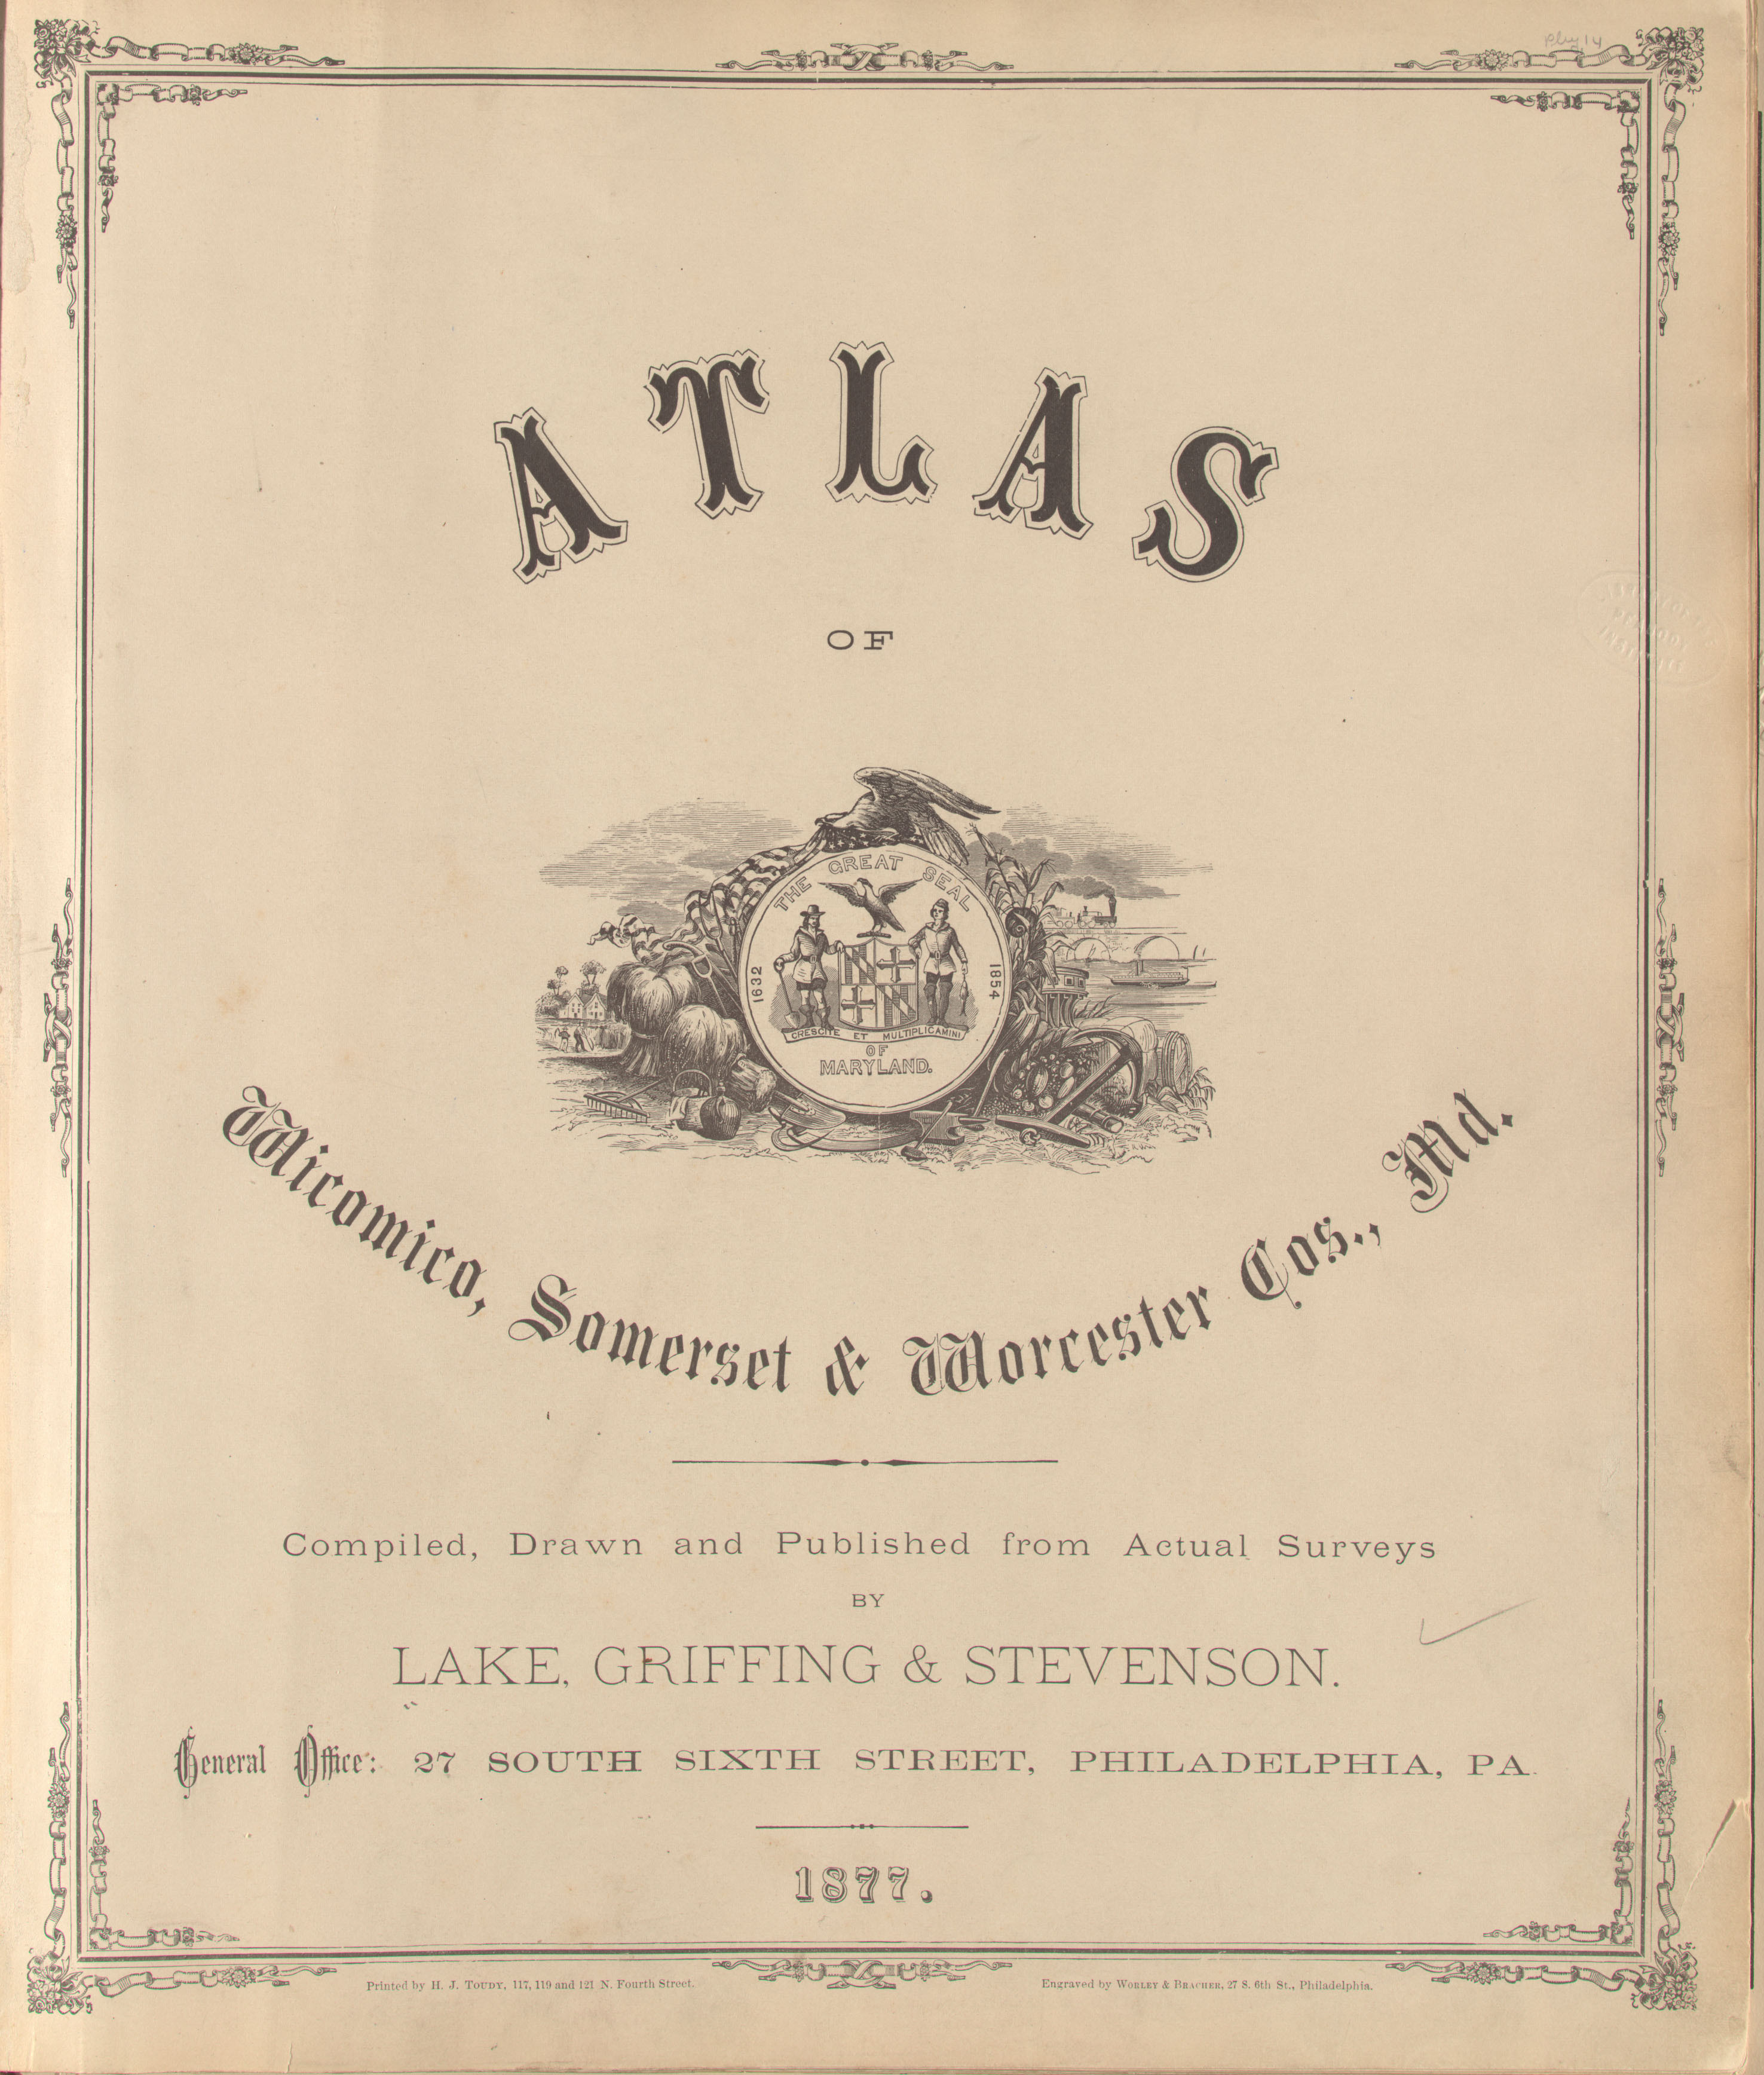 Phy 14
ATLAS
OF
THE GREAT SEAL
1632
1854
CRESCITE ET MULTIPLICAMINI
OF
MARYLAND.
Wicomico, Somerset & Worcester Cos., Md.
Compiled, Drawn and Published from Actual Surveys
BY
LAKE, GRIFFING & STEVENSON.
General Office: 27 SOUTH SIXTH STREET, PHILADELPHIA, PA.
1877.
Printed by H. J. TOUDY, 117, 119 and 121 N. Fourth Street.
Engraved by WORLEY & BRACHER, 27 S. 6th St., Philadelphia.